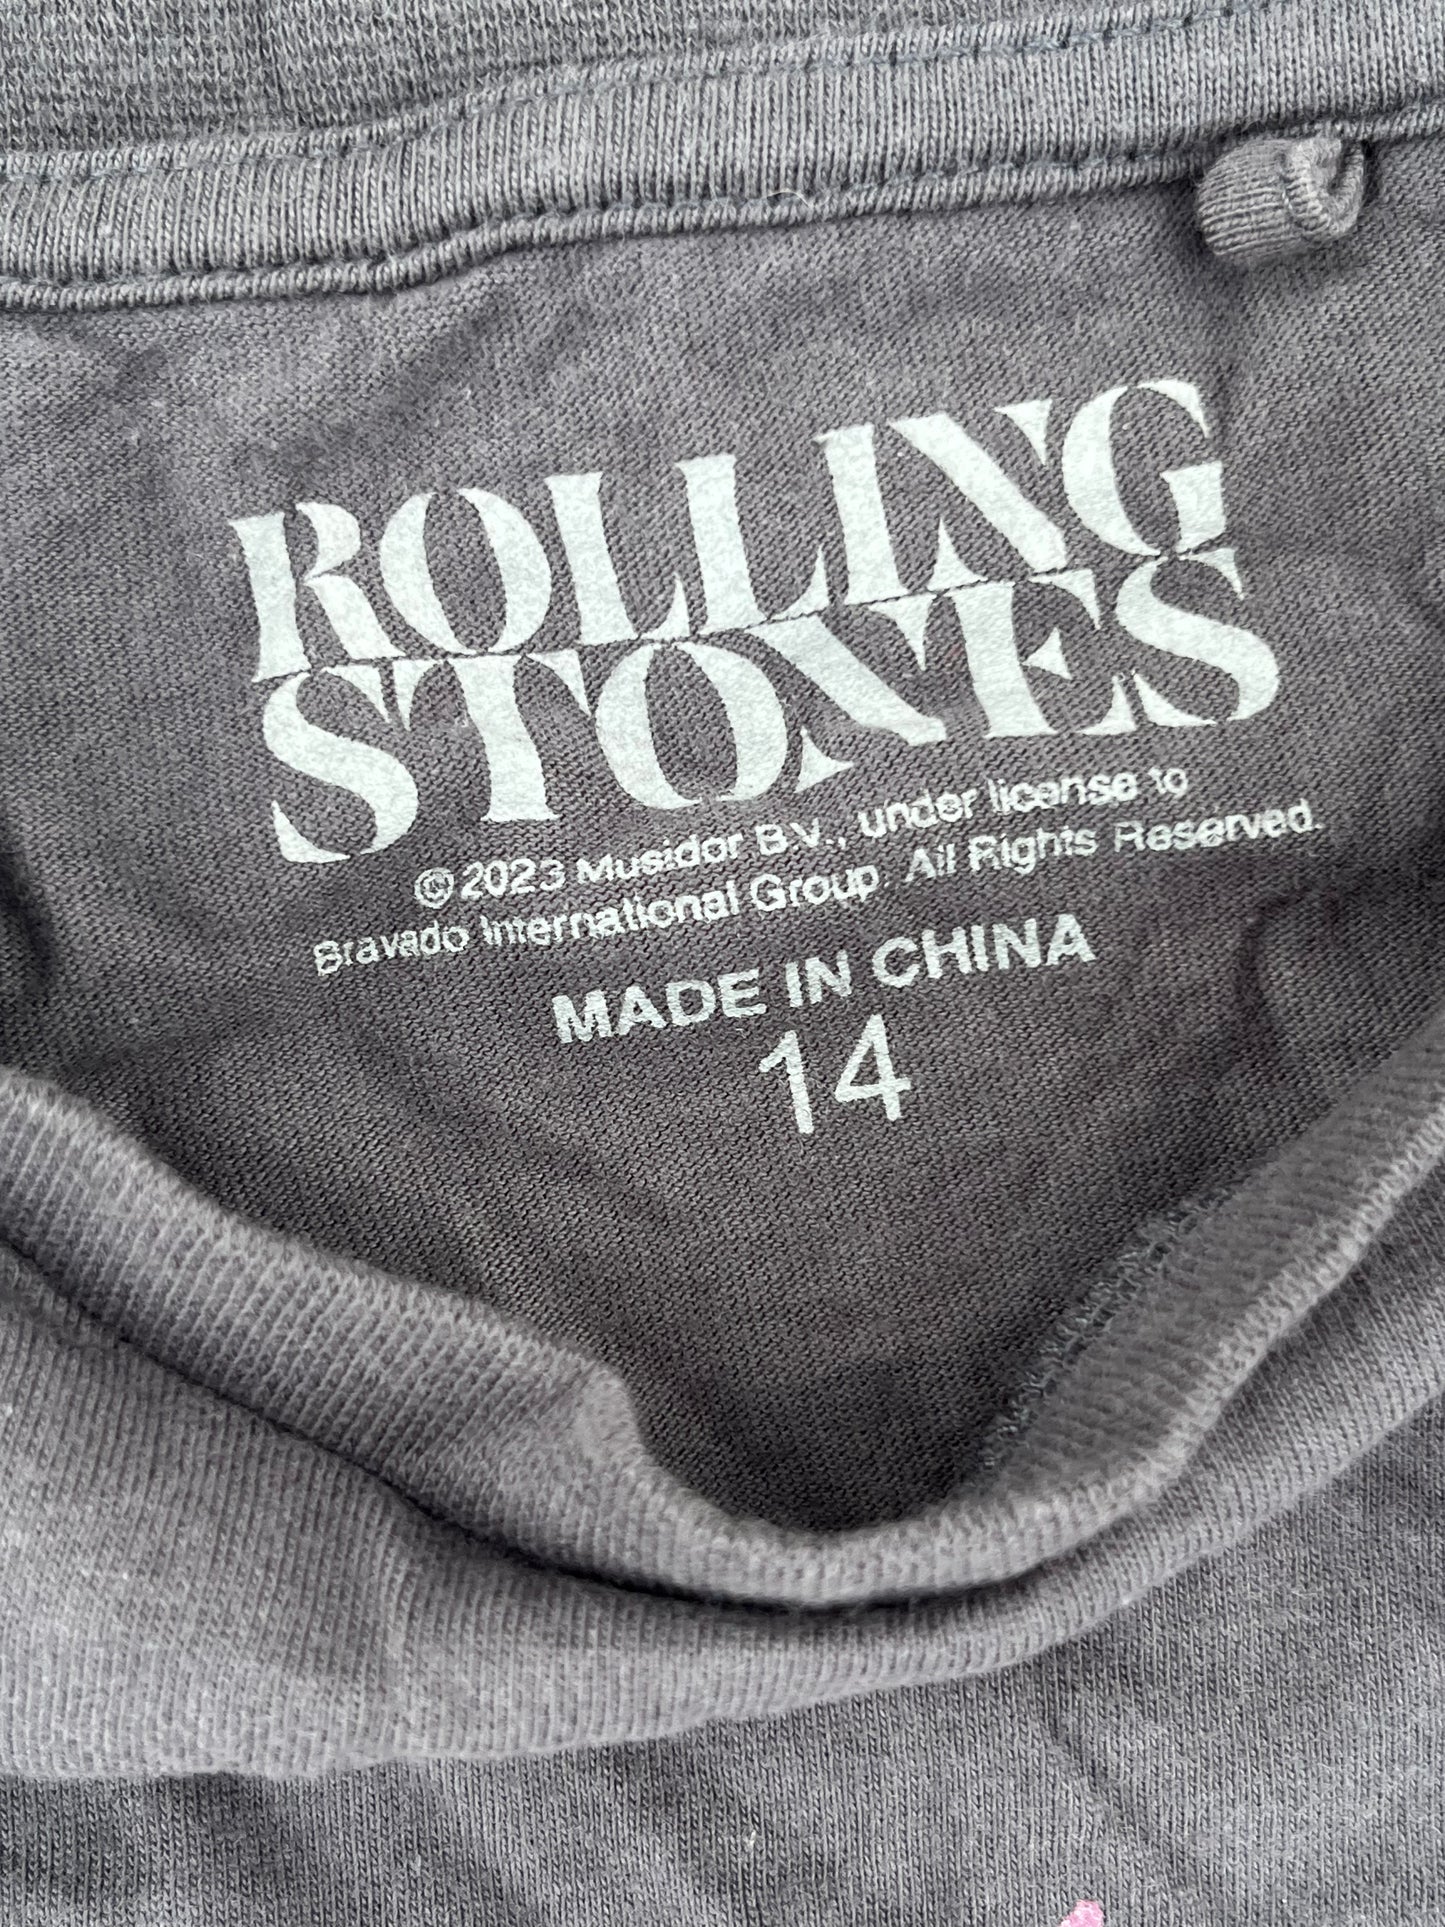 ROLLING
STONES
©2023 Musidor B.V., under license to
Bravado International Group. All Rights Reserved.
MADE IN CHINA
14